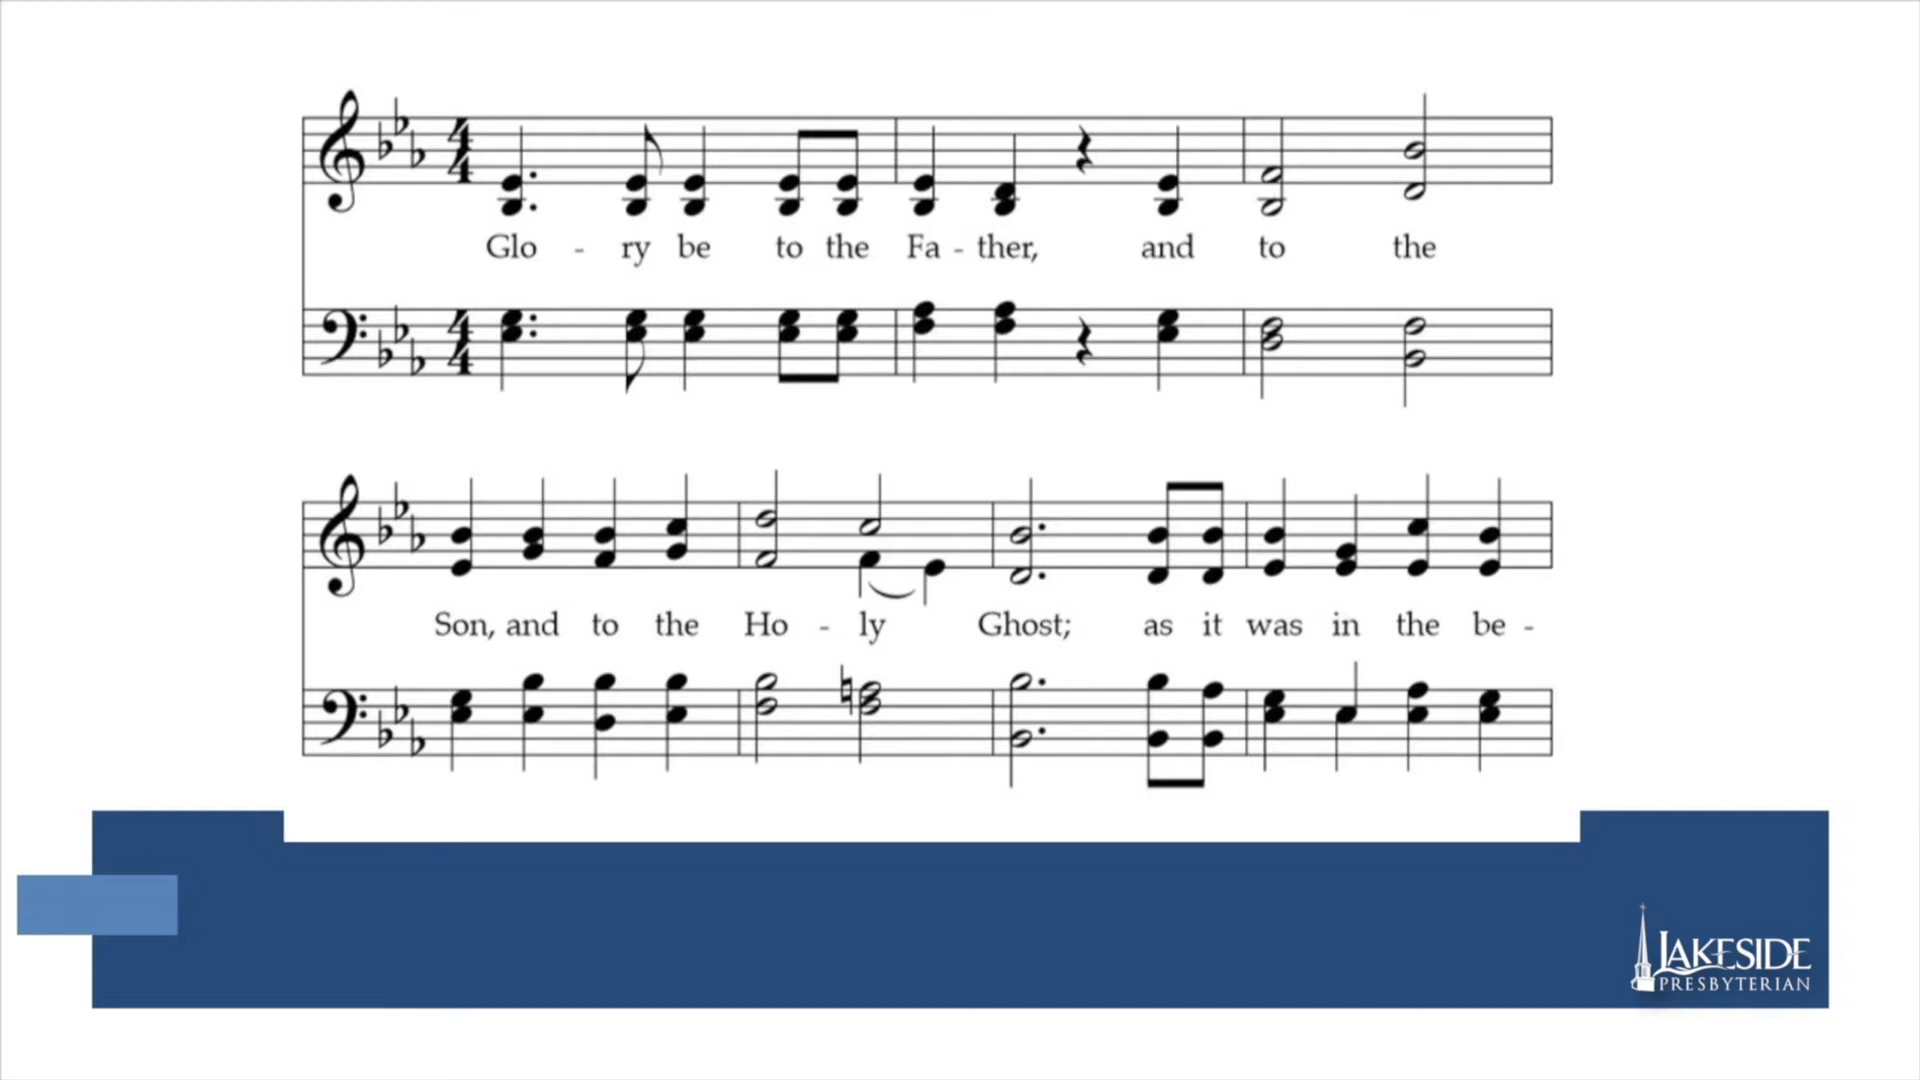 Glo - ry be to the Fa - ther, and to the
Son, and to the Ho - ly Ghost; as it was in the be -
LAKESIDE
PRESBYTERIAN